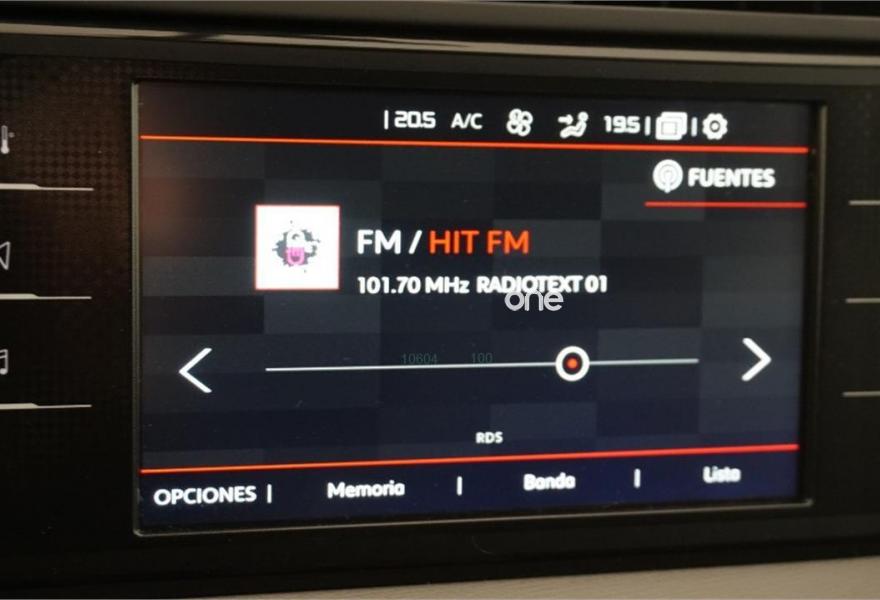 | 20.5 A/C 19.5 | |
FUENTES
FM / HIT FM
101.70 MHz RADIOTEXT 01
one
10604 100
RDS
OPCIONES | Memoria | Banda | Lista